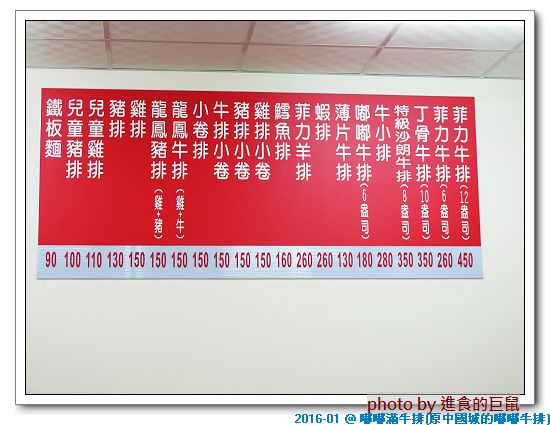 菲力牛排(12盎司)
菲力牛排(6盎司)
丁骨牛排(10盎司)
特級沙朗牛排(8盎司)
牛小排
嘟嘟牛排(6盎司)
薄片牛排
蝦排
菲力羊排
鱈魚排
雞排小卷
豬排小卷
牛排小卷
小卷排
龍鳳牛排(雞+牛)
龍鳳豬排(雞+豬)
雞排
豬排
兒童雞排
兒童豬排
鐵板麵
90 100 110 130 150 150 150 150 150 150 150 160 260 260 130 180 280 350 350 260 450
photo by 進食的巨鼠
2016-01 @ 嘟嘟滿牛排(原中國城的嘟嘟牛排)